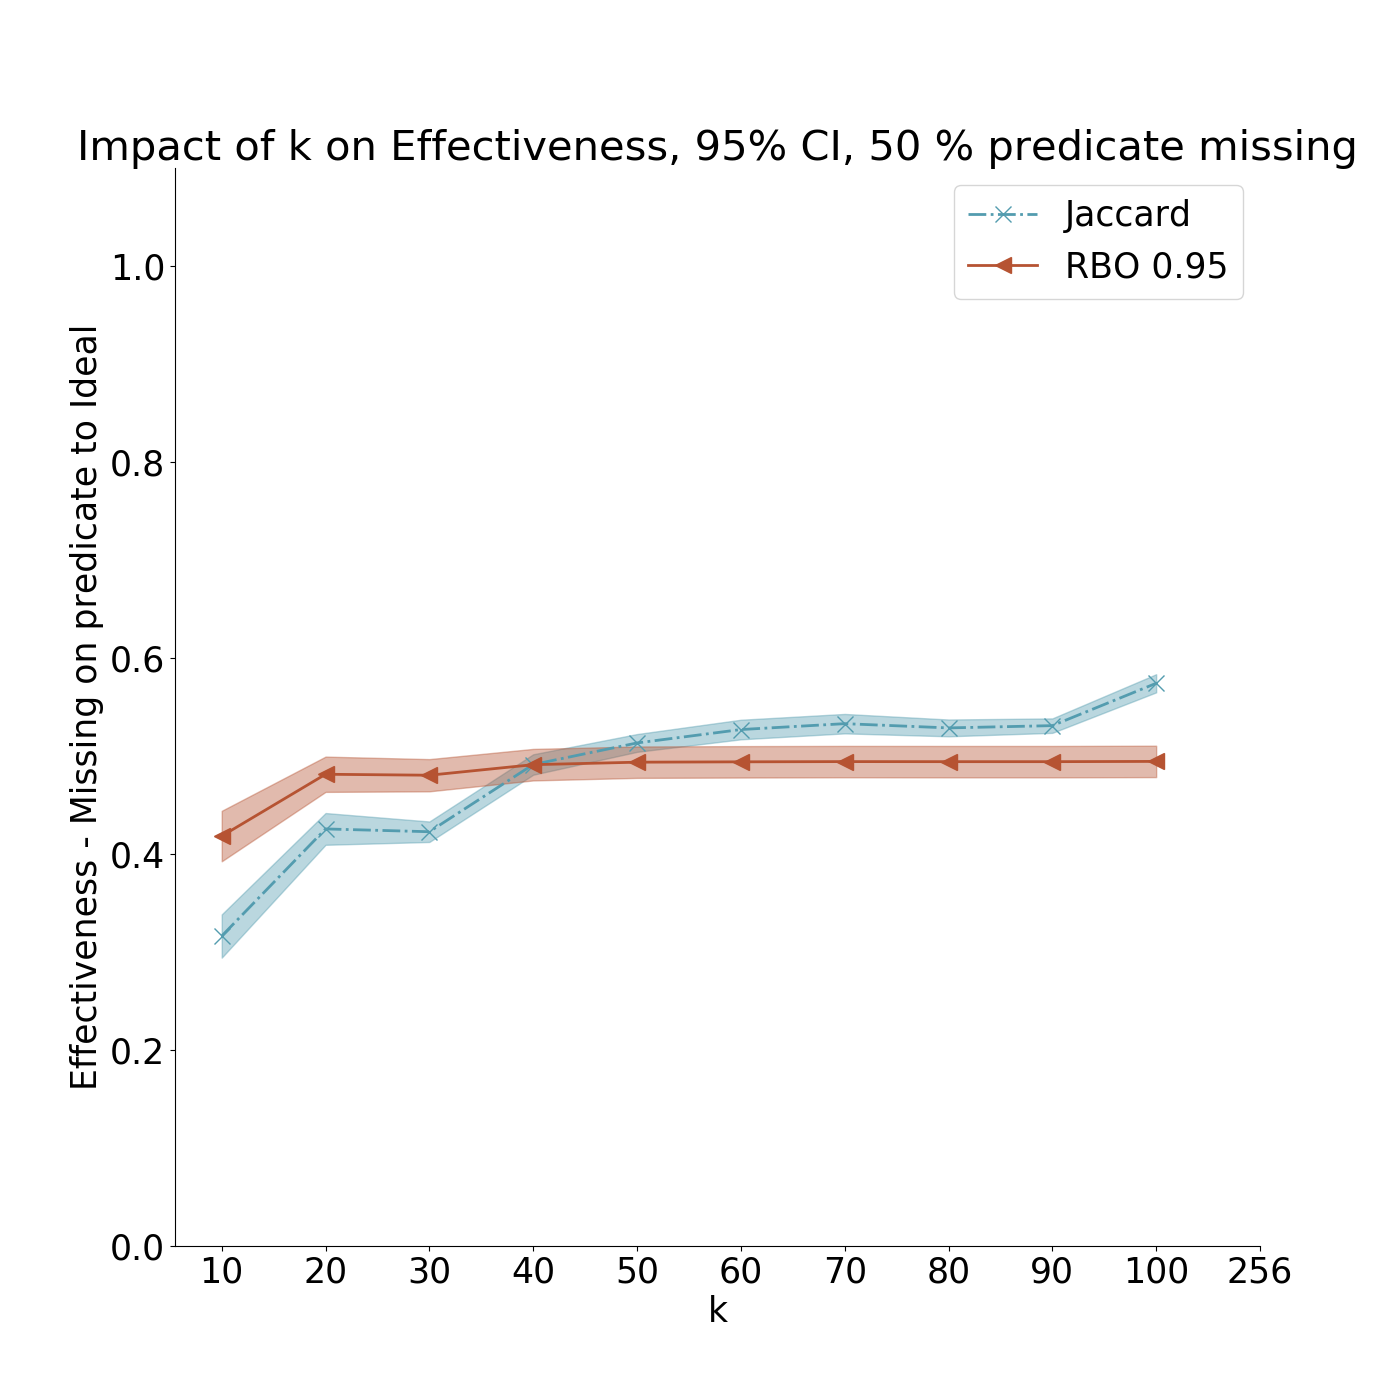 Impact of k on Effectiveness, 95% CI, 50 % predicate missing
Jaccard
RBO 0.95
Effectiveness - Missing on predicate to Ideal
1.0
0.8
0.6
0.4
0.2
0.0
10 20 30 40 50 60 70 80 90 100 256
k